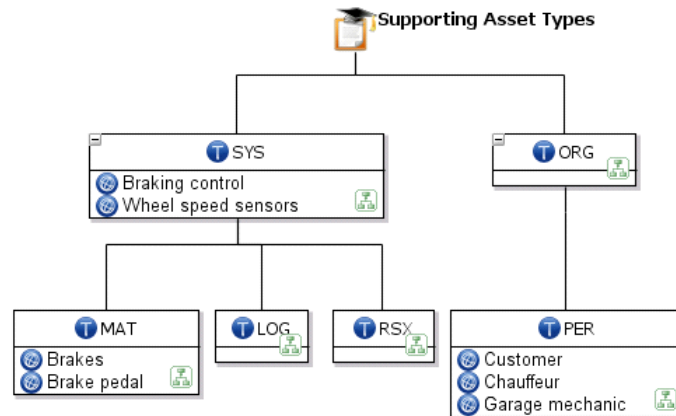 Supporting Asset Types
T SYS
Braking control
Wheel speed sensors
T ORG
T MAT
Brakes
Brake pedal
T LOG
T RSX
T PER
Customer
Chauffeur
Garage mechanic